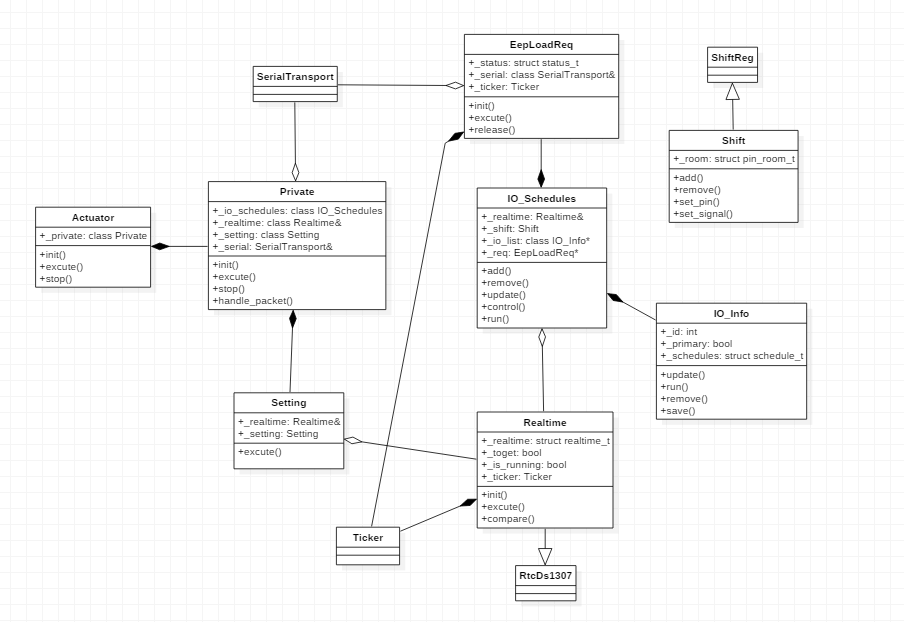 EepLoadReq
+_status: struct status_t
+_serial: class SerialTransport&
+_ticker: Ticker
+init()
+excute()
+release()
ShiftReg
SerialTransport
Shift
+_room: struct pin_room_t
+add()
+remove()
+set_pin()
+set_signal()
Private
+_io_schedules: class IO_Schedules
+_realtime: class Realtime&
+_setting: class Setting
+_serial: SerialTransport&
+init()
+excute()
+stop()
+handle_packet()
IO_Schedules
+_realtime: Realtime&
+_shift: Shift
+_io_list: class IO_Info*
+_req: EepLoadReq*
+add()
+remove()
+update()
+control()
+run()
Actuator
+_private: class Private
+init()
+excute()
+stop()
IO_Info
+_id: int
+_primary: bool
+_schedules: struct schedule_t
+update()
+run()
+remove()
+save()
Setting
+_realtime: Realtime&
+_setting: Setting
+excute()
Realtime
+_realtime: struct realtime_t
+_toget: bool
+_is_running: bool
+_ticker: Ticker
+init()
+excute()
+compare()
Ticker
RtcDs1307